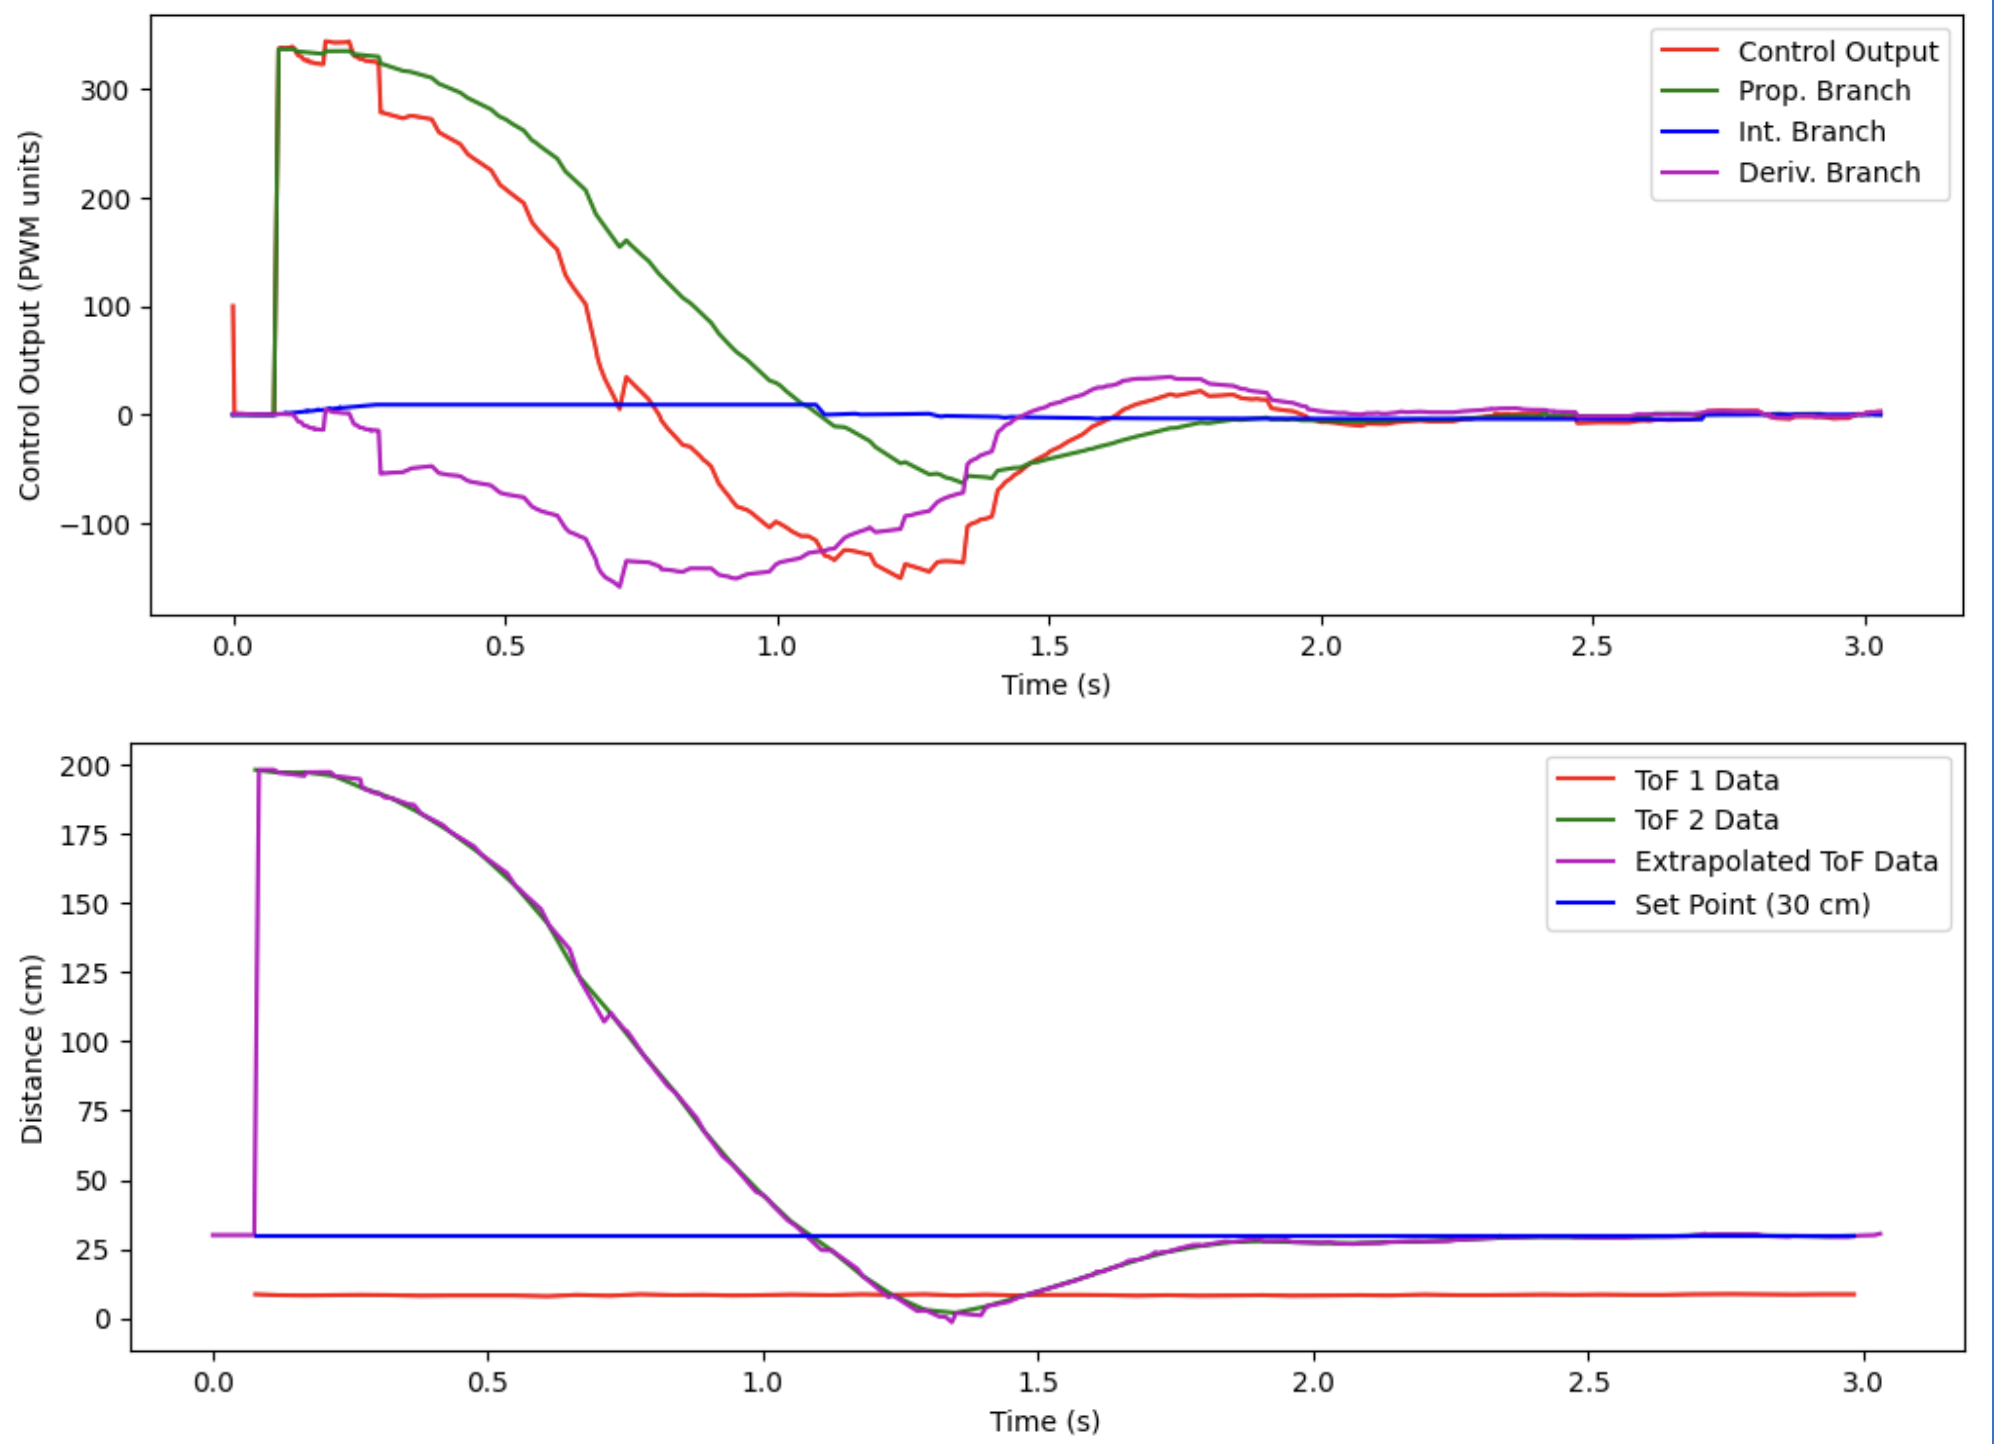 Control Output (PWM units)
300
200
100
0
−100
Control Output
Prop. Branch
Int. Branch
Deriv. Branch
0.0 0.5 1.0 1.5 2.0 2.5 3.0
Time (s)
Distance (cm)
200
175
150
125
100
75
50
25
0
ToF 1 Data
ToF 2 Data
Extrapolated ToF Data
Set Point (30 cm)
0.0 0.5 1.0 1.5 2.0 2.5 3.0
Time (s)